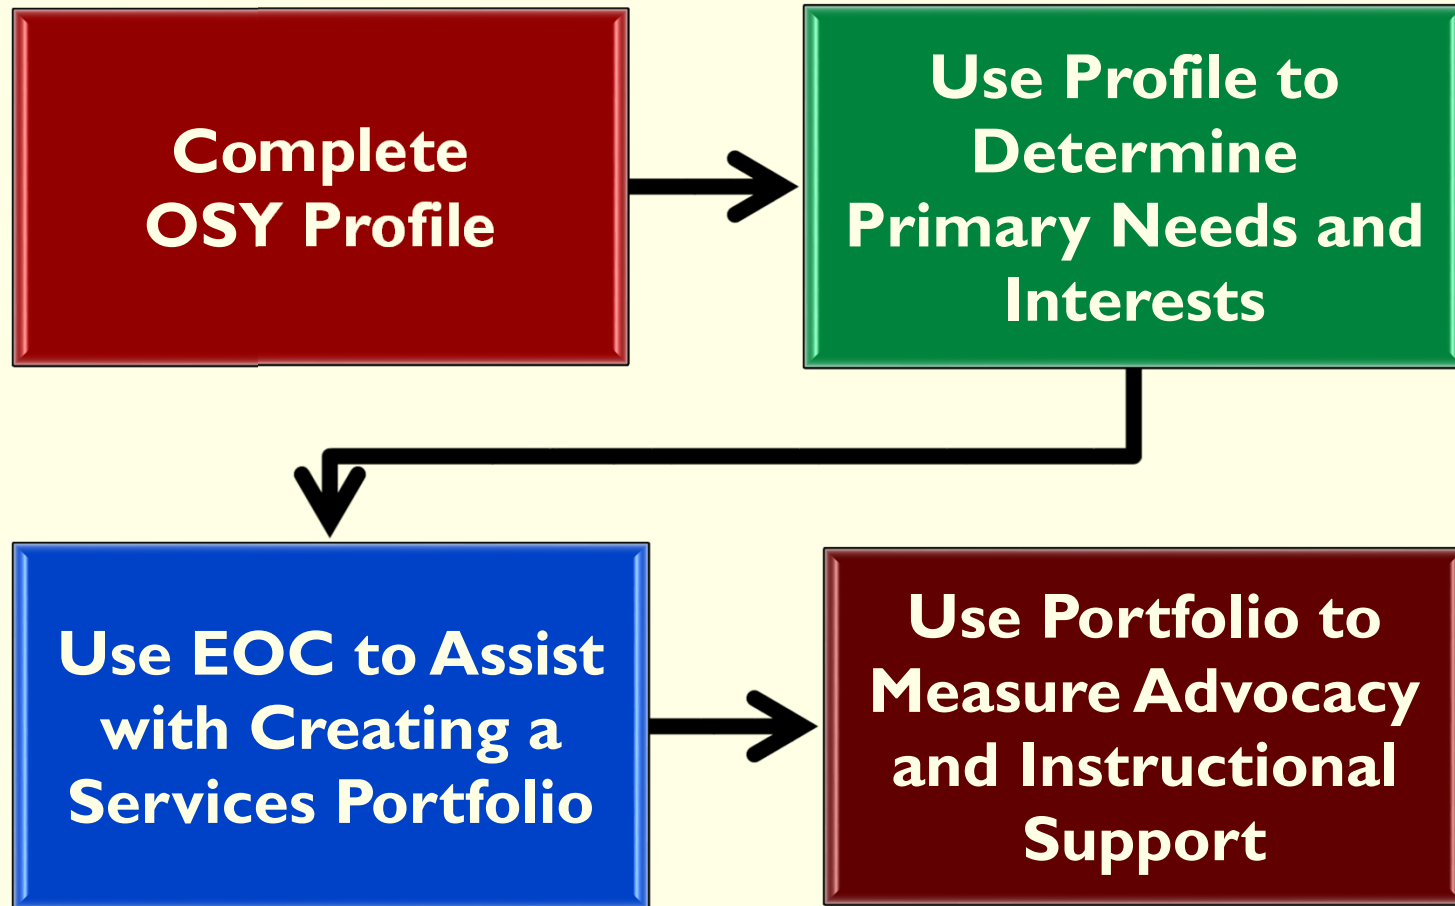 Complete
OSY Profile
Use Profile to
Determine
Primary Needs and
Interests
Use EOC to Assist
with Creating a
Services Portfolio
Use Portfolio to
Measure Advocacy
and Instructional
Support